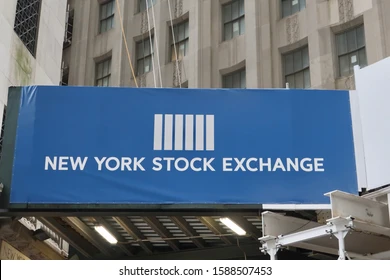 NEW YORK STOCK EXCHANGE
shutterstock.com · 1588507453